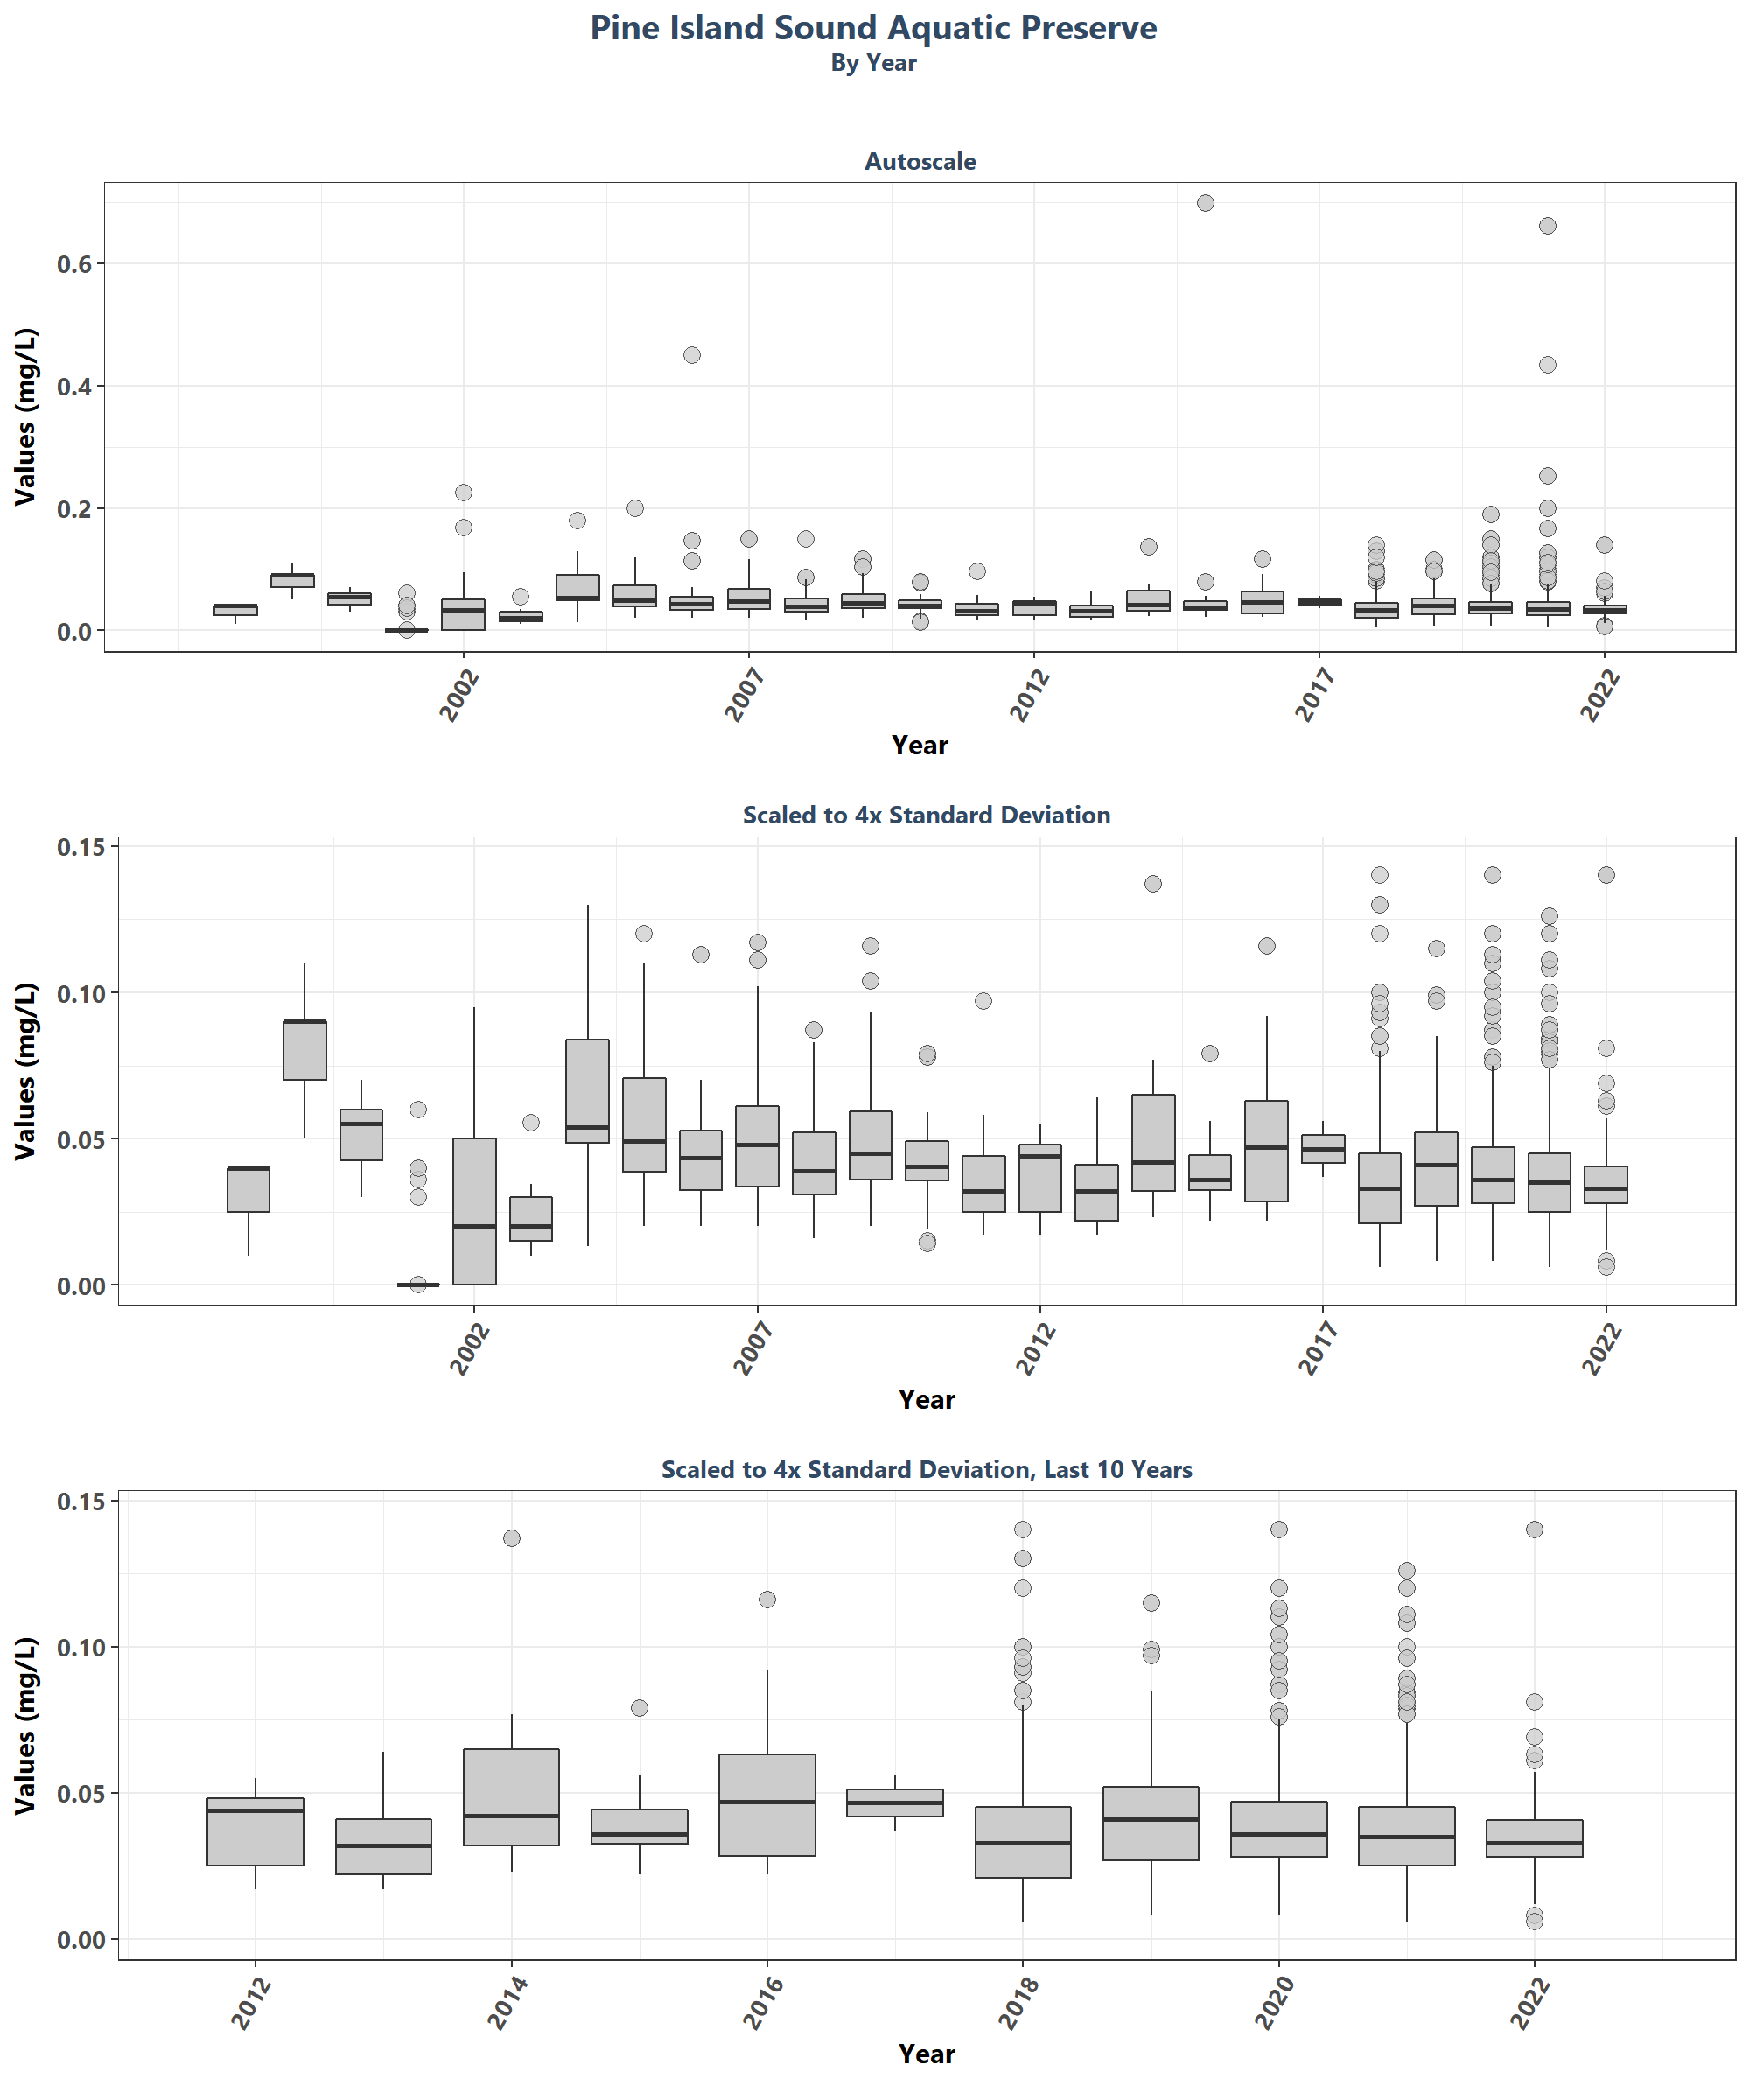 Pine Island Sound Aquatic Preserve
By Year
Autoscale
Values (mg/L)
0.6
0.4
0.2
0.0
2002 2007 2012 2017 2022
Year
Scaled to 4x Standard Deviation
Values (mg/L)
0.15
0.10
0.05
0.00
2002 2007 2012 2017 2022
Year
Scaled to 4x Standard Deviation, Last 10 Years
Values (mg/L)
0.15
0.10
0.05
0.00
2012 2014 2016 2018 2020 2022
Year